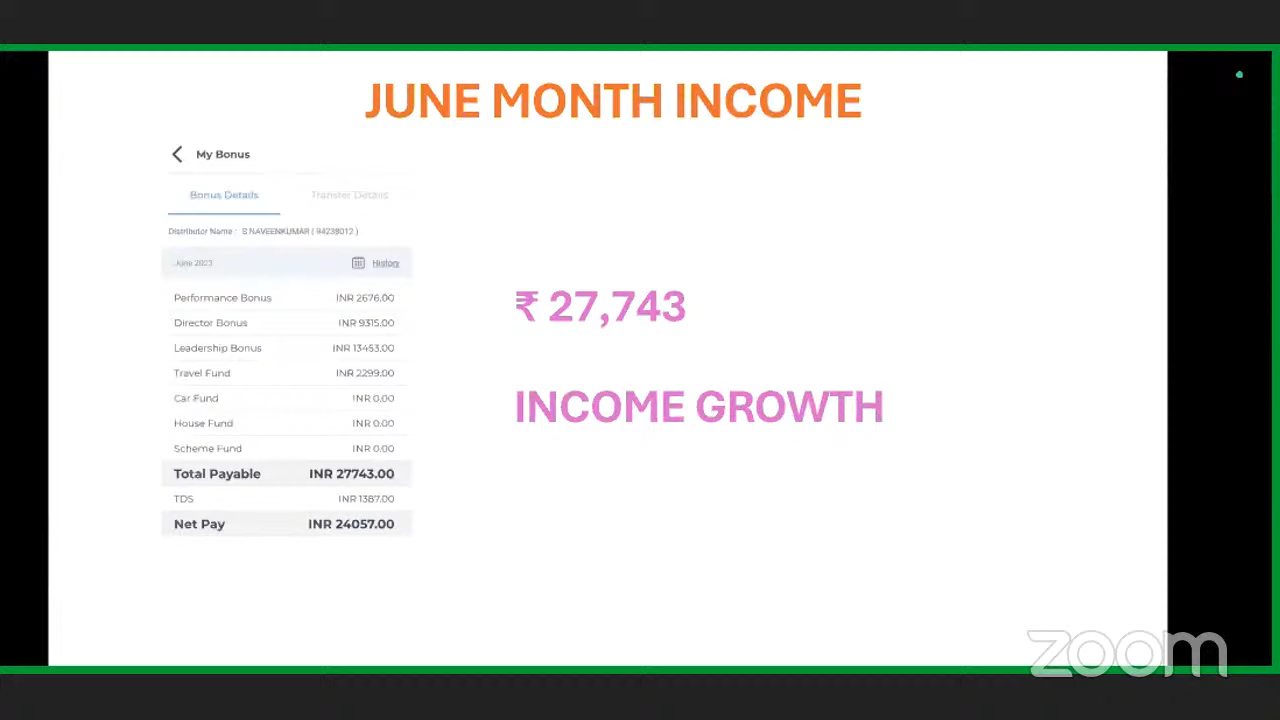 JUNE MONTH INCOME
My Bonus
Bonus Details Transfer Details
Distributor Name : S NAVEENKUMAR ( 84238012 )
June 2023 History
Performance Bonus INR 2676.00
Director Bonus INR 9315.00
Leadership Bonus INR 13453.00
Travel Fund INR 2299.00
Car Fund INR 0.00
House Fund INR 0.00
Scheme Fund INR 0.00
Total Payable INR 27743.00
TDS INR 1387.00
Net Pay INR 24057.00
₹ 27,743
INCOME GROWTH
zoom